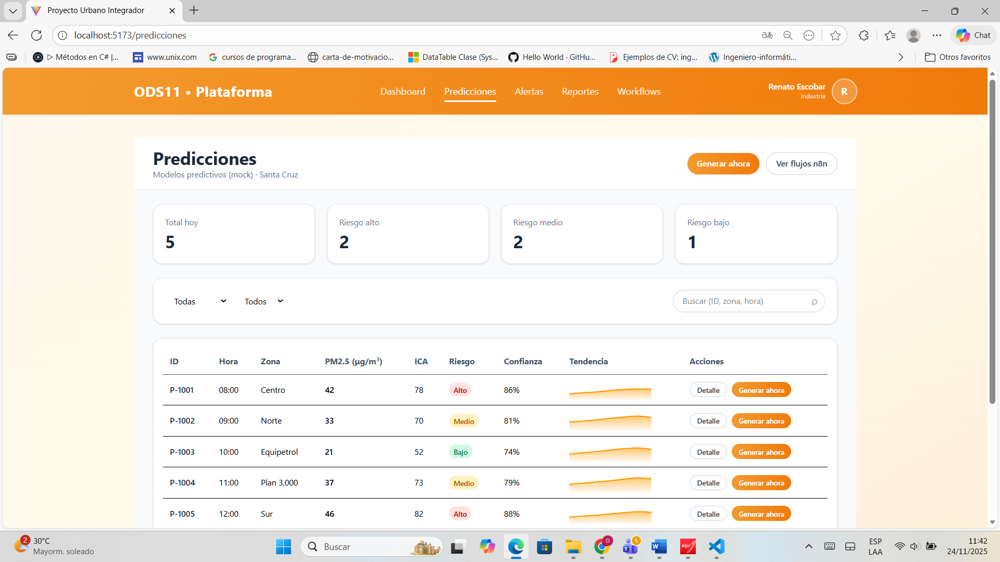 Proyecto Urbano Integrador
localhost:5173/predicciones
Chat
Métodos en C# |...
www.unix.com
cursos de programa...
carta-de-motivacio...
DataTable Clase (Sys...
Hello World · GitHu...
Ejemplos de CV: ing...
Ingeniero-informáti...
Otros favoritos
ODS11 • Plataforma
Dashboard
Predicciones
Alertas
Reportes
Workflows
Renato Escobar
Industria
R
Predicciones
Modelos predictivos (mock) · Santa Cruz
Generar ahora
Ver flujos n8n
Total hoy
5
Riesgo alto
2
Riesgo medio
2
Riesgo bajo
1
Todas
Todos
Buscar (ID, zona, hora)
ID Hora Zona PM2.5 (µg/m³) ICA Riesgo Confianza Tendencia Acciones
P-1001 08:00 Centro 42 78 Alto 86% Detalle Generar ahora
P-1002 09:00 Norte 33 70 Medio 81% Detalle Generar ahora
P-1003 10:00 Equipetrol 21 52 Bajo 74% Detalle Generar ahora
P-1004 11:00 Plan 3,000 37 73 Medio 79% Detalle Generar ahora
P-1005 12:00 Sur 46 82 Alto 88% Detalle Generar ahora
2
30°C
Mayorm. soleado
Buscar
0
PDF
ESP
LAA
11:42
24/11/2025